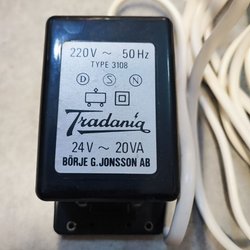 220V ~ 50Hz
TYPE 3108
D S N
Tradania
24V ~ 20VA
BÖRJE G. JONSSON AB